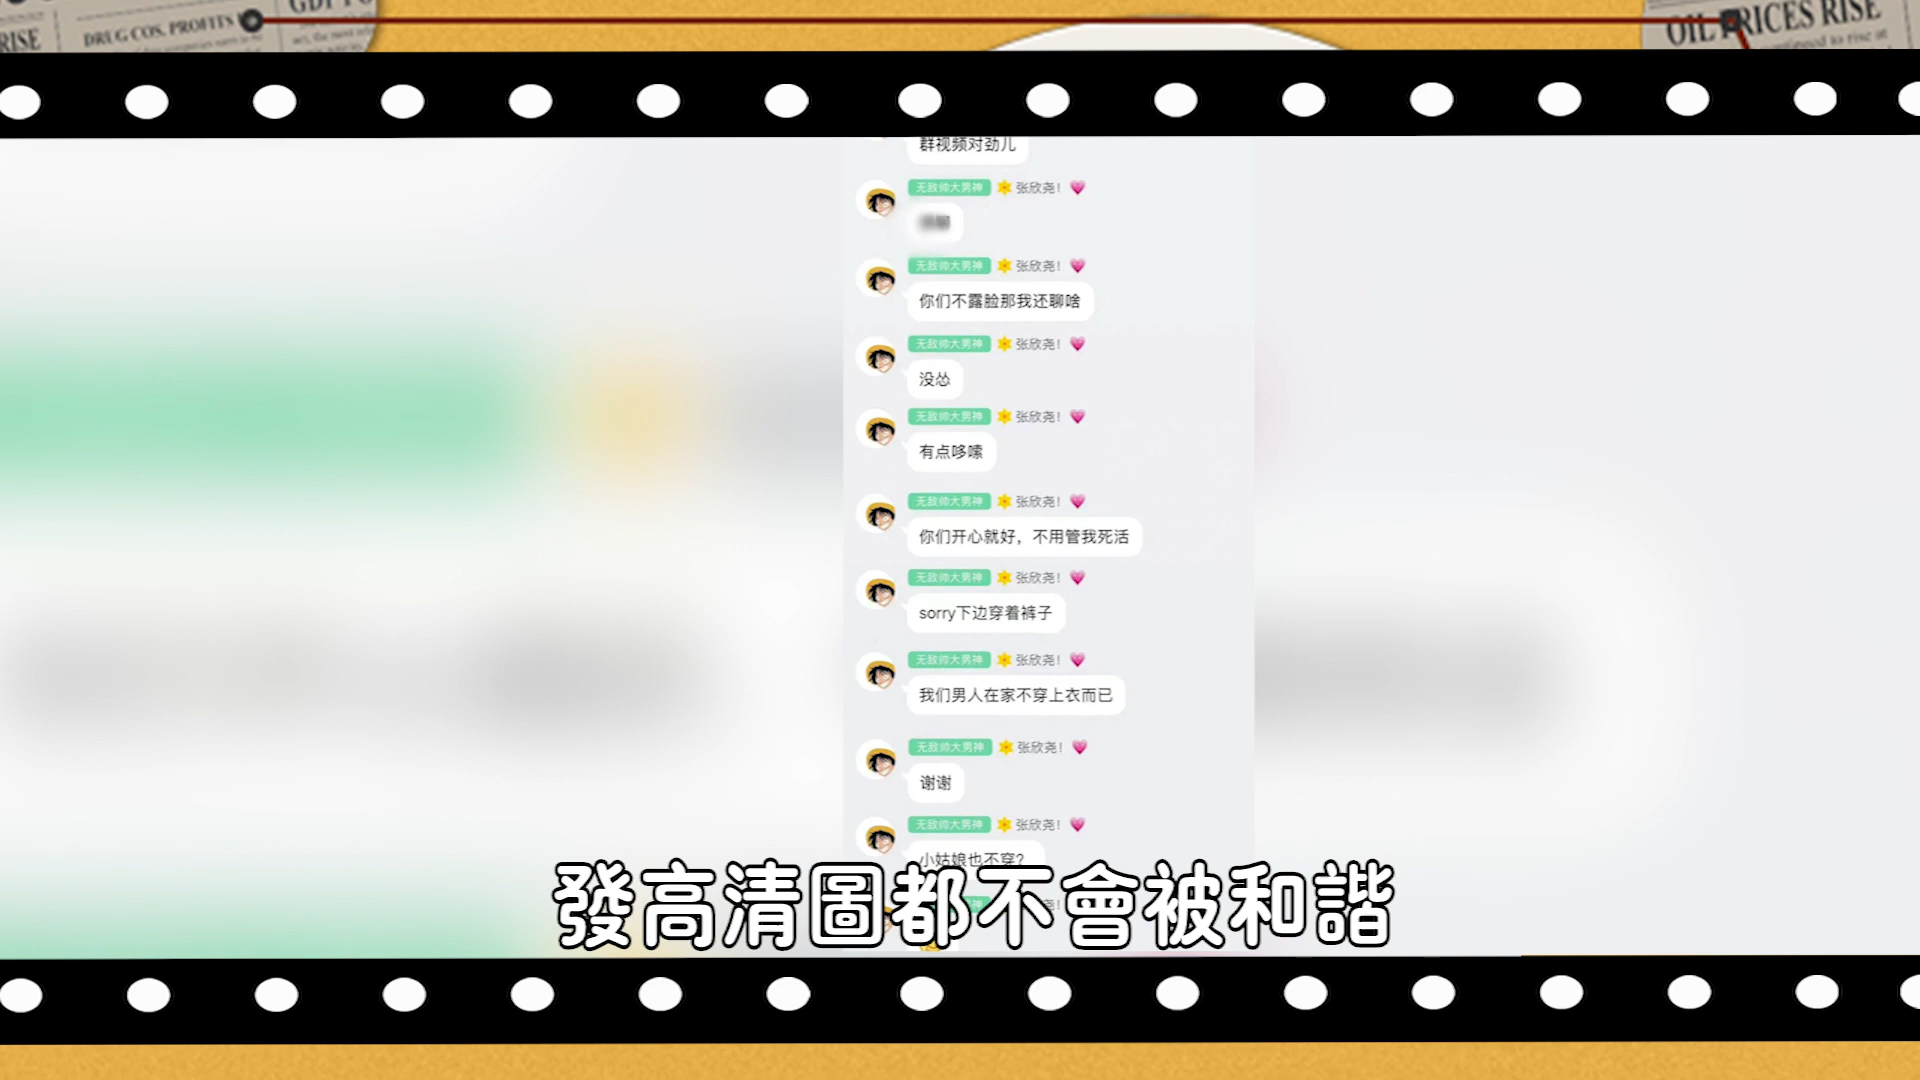 RISE
DRUG COS. PROFITS
OIL PRICES RISE
continued to rise at
群视频对劲儿
无敌帅大男神 张欣尧!
无敌帅大男神 张欣尧!
你们不露脸那我还聊啥
无敌帅大男神 张欣尧!
没怂
无敌帅大男神 张欣尧!
有点哆嗦
无敌帅大男神 张欣尧!
你们开心就好，不用管我死活
无敌帅大男神 张欣尧!
sorry下边穿着裤子
无敌帅大男神 张欣尧!
我们男人在家不穿上衣而已
无敌帅大男神 张欣尧!
谢谢
无敌帅大男神 张欣尧!
小姑娘也不穿?
發高清圖都不會被和諧